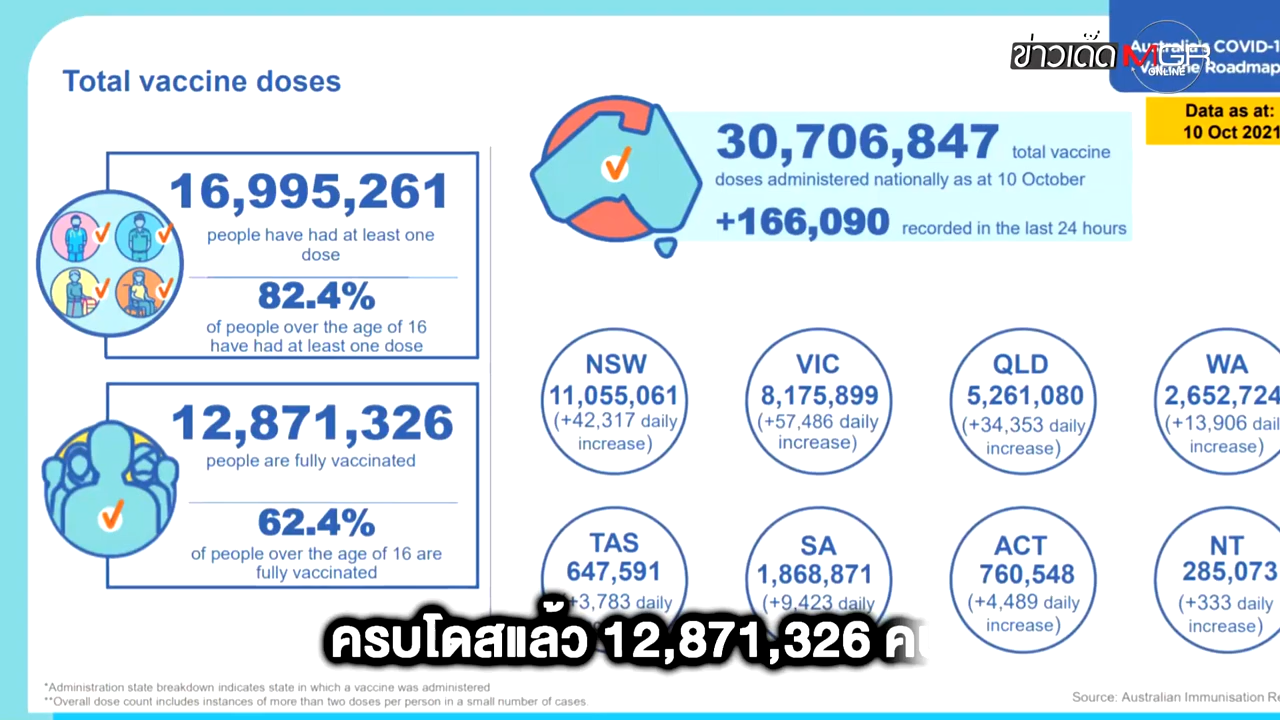 Total vaccine doses
ข่าวเด็ด MGR ONLINE
Australia's COVID-1
Vaccine Roadmap
Data as at:
10 Oct 2021
16,995,261
people have had at least one
dose
82.4%
of people over the age of 16
have had at least one dose
12,871,326
people are fully vaccinated
62.4%
of people over the age of 16 are
fully vaccinated
30,706,847 total vaccine
doses administered nationally as at 10 October
+166,090 recorded in the last 24 hours
NSW
11,055,061
(+42,317 daily
increase)
VIC
8,175,899
(+57,486 daily
increase)
QLD
5,261,080
(+34,353 daily
increase)
WA
2,652,724
(+13,906 dail
increase)
TAS
647,591
(+3,783 daily
SA
1,868,871
(+9,423 daily
ACT
760,548
(+4,489 daily
increase)
NT
285,073
(+333 daily
increase)
ครบโดสแล้ว 12,871,326
*Administration state breakdown indicates state in which a vaccine was administered
**Overall dose count includes instances of more than two doses per person in a small number of cases.
Source: Australian Immunisation Re